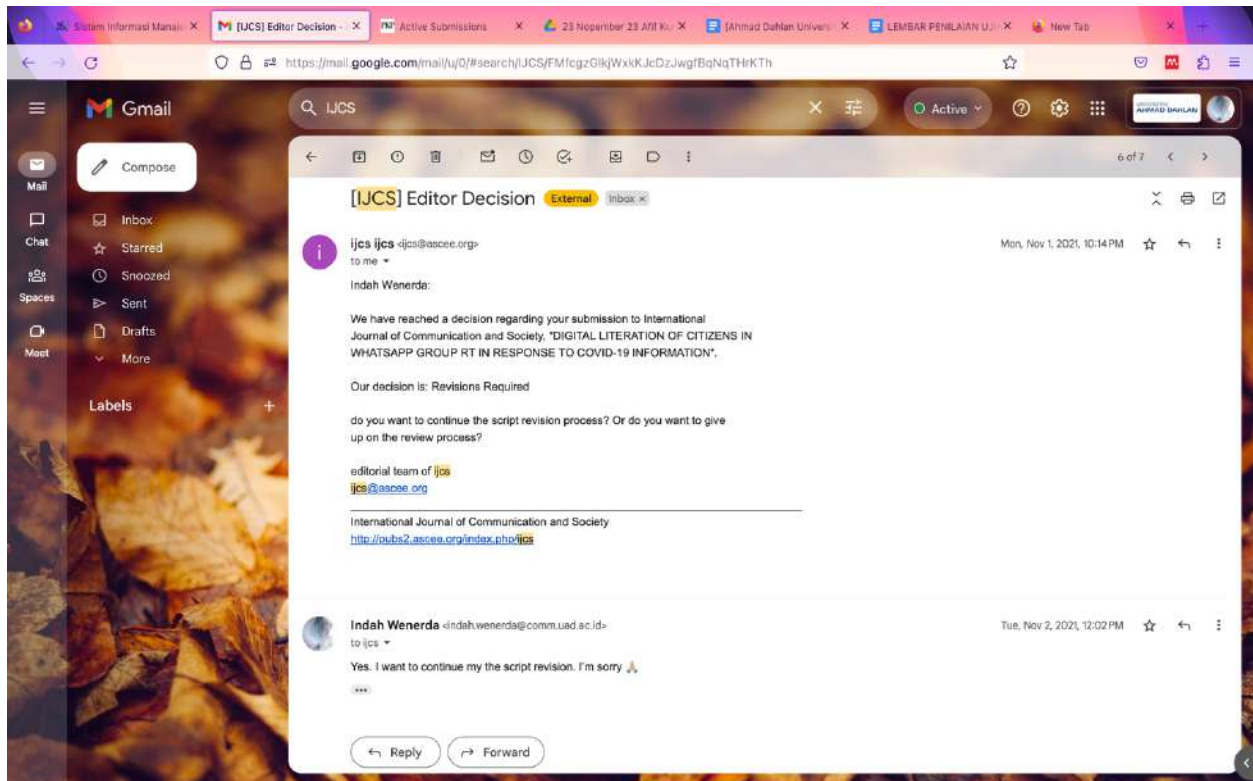 Sistem Informasi Manaj
[IJCS] Editor Decision -
Active Submissions
23 Nopember 23 Afif Ku
[Ahmad Dahlan Univers
LEMBAR PENILAIAN UJI
New Tab
https://mail.google.com/mail/u/0/#search/IJCS/FMfcgzGlkjWxkKJcDzJwgfBqNqTHrKTh
Gmail
IJCS
Active
AHMAD DAHLAN
Compose
6 of 7
Mail
[IJCS] Editor Decision External Inbox
Inbox
Chat
Starred
Snoozed
Spaces
Sent
Drafts
Meet
More
Labels
ijcs ijcs <ijcs@ascee.org>
Mon, Nov 1, 2021, 10:14 PM
to me
Indah Wenerda:
We have reached a decision regarding your submission to International
Journal of Communication and Society, "DIGITAL LITERATION OF CITIZENS IN
WHATSAPP GROUP RT IN RESPONSE TO COVID-19 INFORMATION".
Our decision is: Revisions Required
do you want to continue the script revision process? Or do you want to give
up on the review process?
editorial team of ijcs
ijcs@ascee.org
International Journal of Communication and Society
http://pubs2.ascee.org/index.php/ijcs
Indah Wenerda <indah.wenerda@comm.uad.ac.id>
Tue, Nov 2, 2021, 12:02 PM
to ijcs
Yes. I want to continue my the script revision. I'm sorry 🙏🏼
Reply
Forward